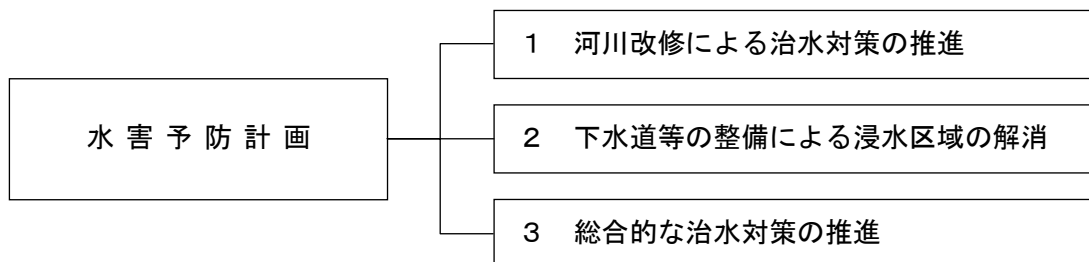 水害予防計画
１　河川改修による治水対策の推進
２　下水道等の整備による浸水区域の解消
３　総合的な治水対策の推進